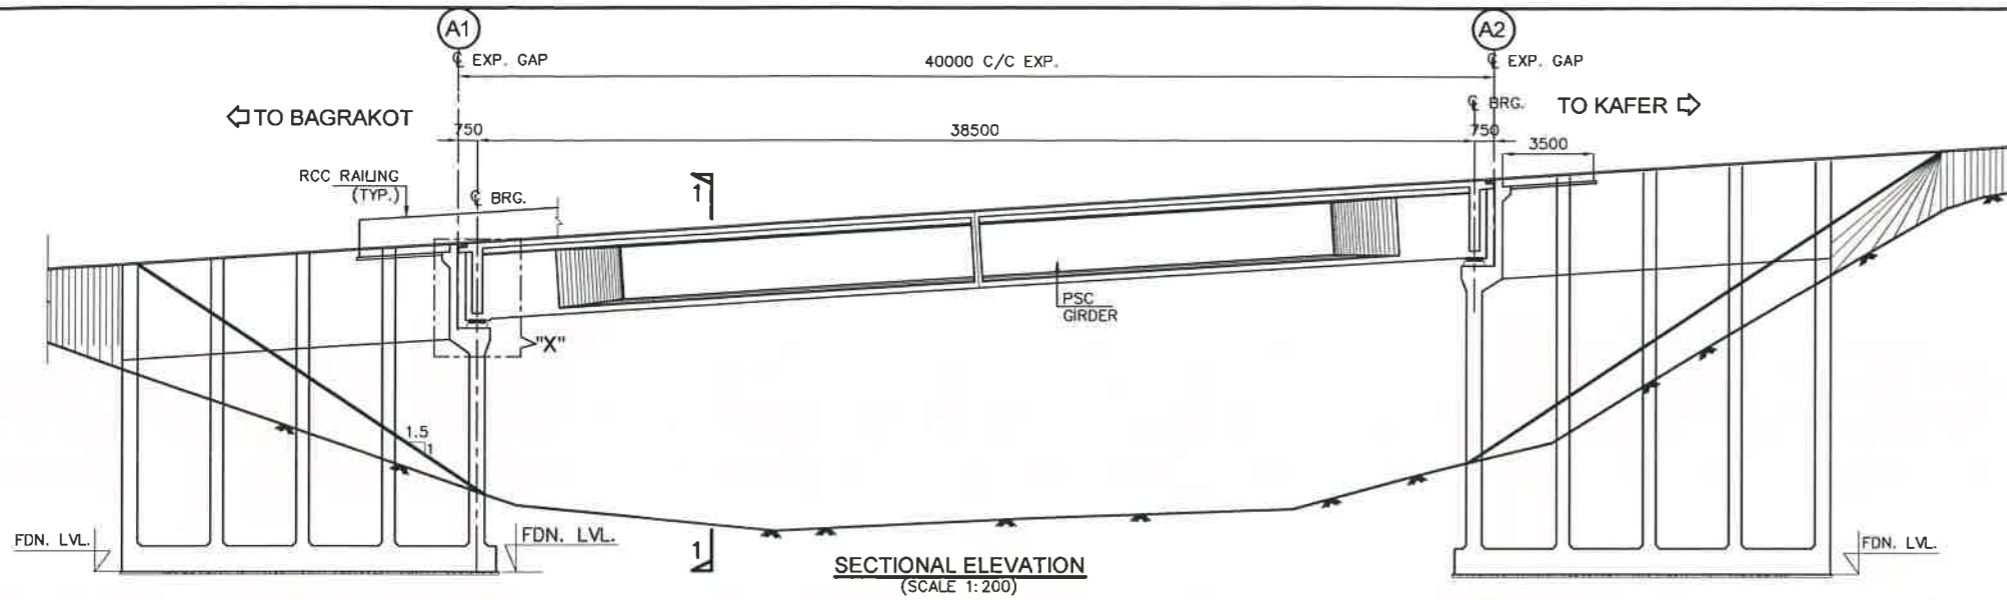 A1
A2
℄ EXP. GAP
40000 C/C EXP.
℄ EXP. GAP
TO BAGRAKOT
℄ BRG.
TO KAFER
750
38500
750
3500
RCC RAILING
(TYP.)
℄ BRG.
1
"X"
PSC
GIRDER
1.5
1
FDN. LVL.
FDN. LVL.
1
FDN. LVL.
SECTIONAL ELEVATION
(SCALE 1:200)